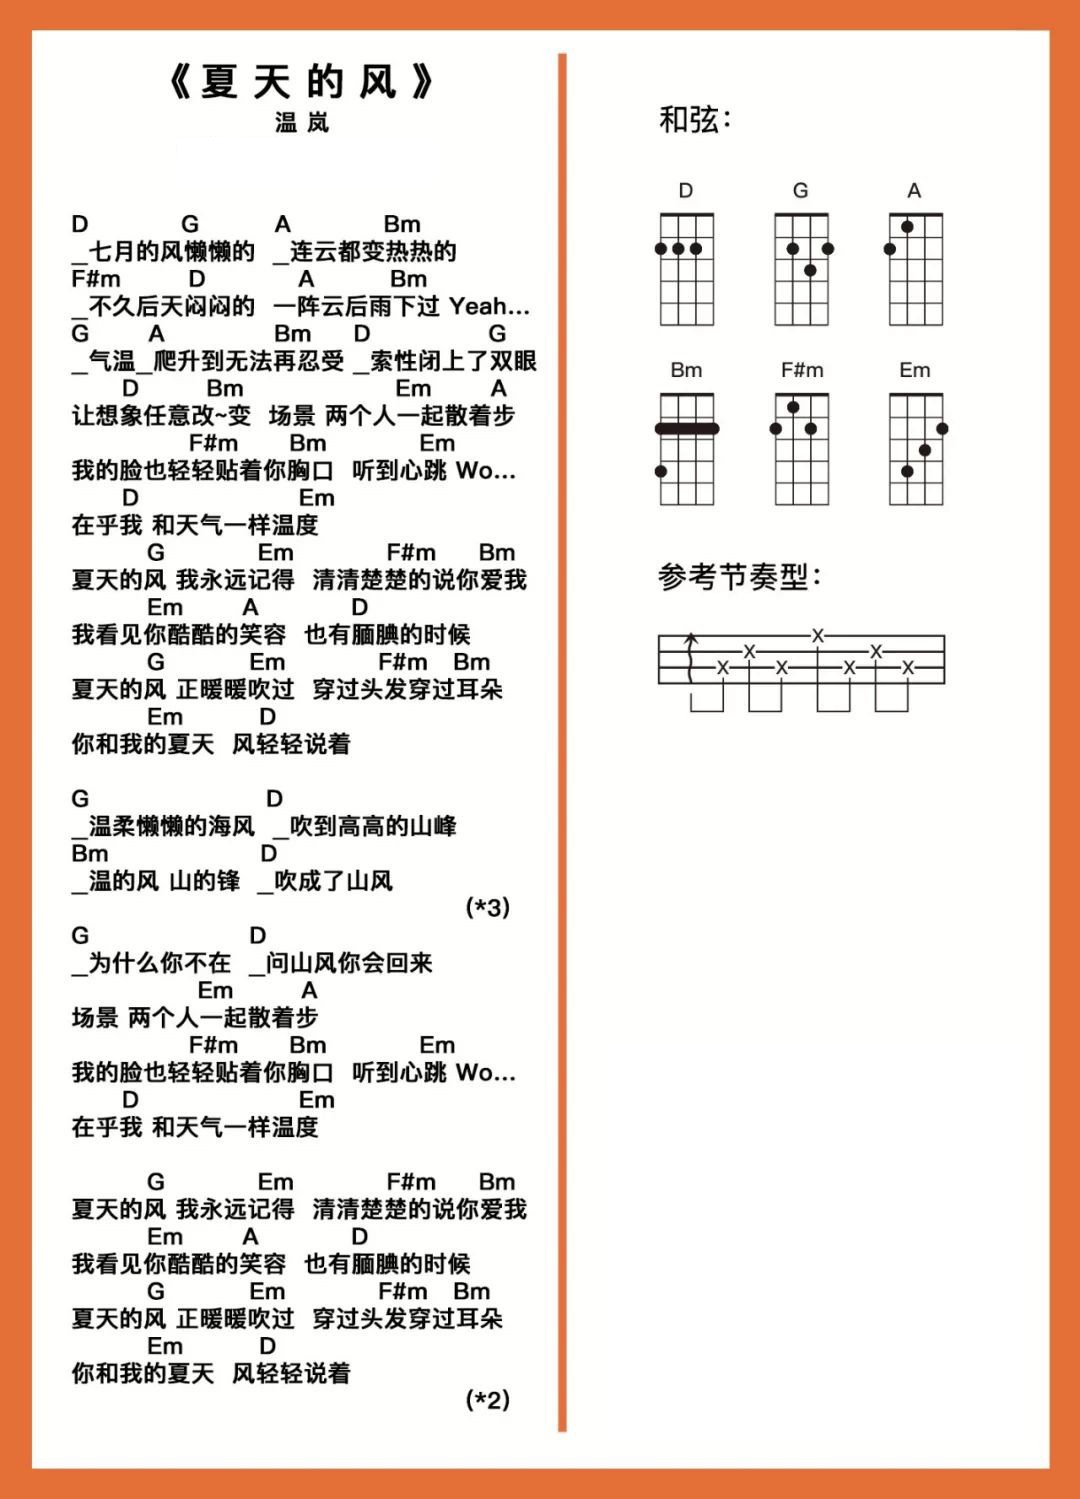 《夏天的风》
温岚
D G A Bm
_七月的风懒懒的 _连云都变热热的
F#m D A Bm
_不久后天闷闷的 一阵云后雨下过 Yeah...
G A Bm D G
_气温_爬升到无法再忍受 _索性闭上了双眼
D Bm Em A
让想象任意改~变 场景 两个人一起散着步
F#m Bm Em
我的脸也轻轻贴着你胸口 听到心跳 Wo...
D Em
在乎我 和天气一样温度
G Em F#m Bm
夏天的风 我永远记得 清清楚楚的说你爱我
Em A D
我看见你酷酷的笑容 也有腼腆的时候
G Em F#m Bm
夏天的风 正暖暖吹过 穿过头发穿过耳朵
Em D
你和我的夏天 风轻轻说着
G D
_温柔懒懒的海风 _吹到高高的山峰
Bm D
_温的风 山的锋 _吹成了山风
(*3)
G D
_为什么你不在 _问山风你会回来
Em A
场景 两个人一起散着步
F#m Bm Em
我的脸也轻轻贴着你胸口 听到心跳 Wo...
D Em
在乎我 和天气一样温度
G Em F#m Bm
夏天的风 我永远记得 清清楚楚的说你爱我
Em A D
我看见你酷酷的笑容 也有腼腆的时候
G Em F#m Bm
夏天的风 正暖暖吹过 穿过头发穿过耳朵
Em D
你和我的夏天 风轻轻说着
(*2)
和弦:
D G A
Bm F#m Em
参考节奏型:
X X X X X X X